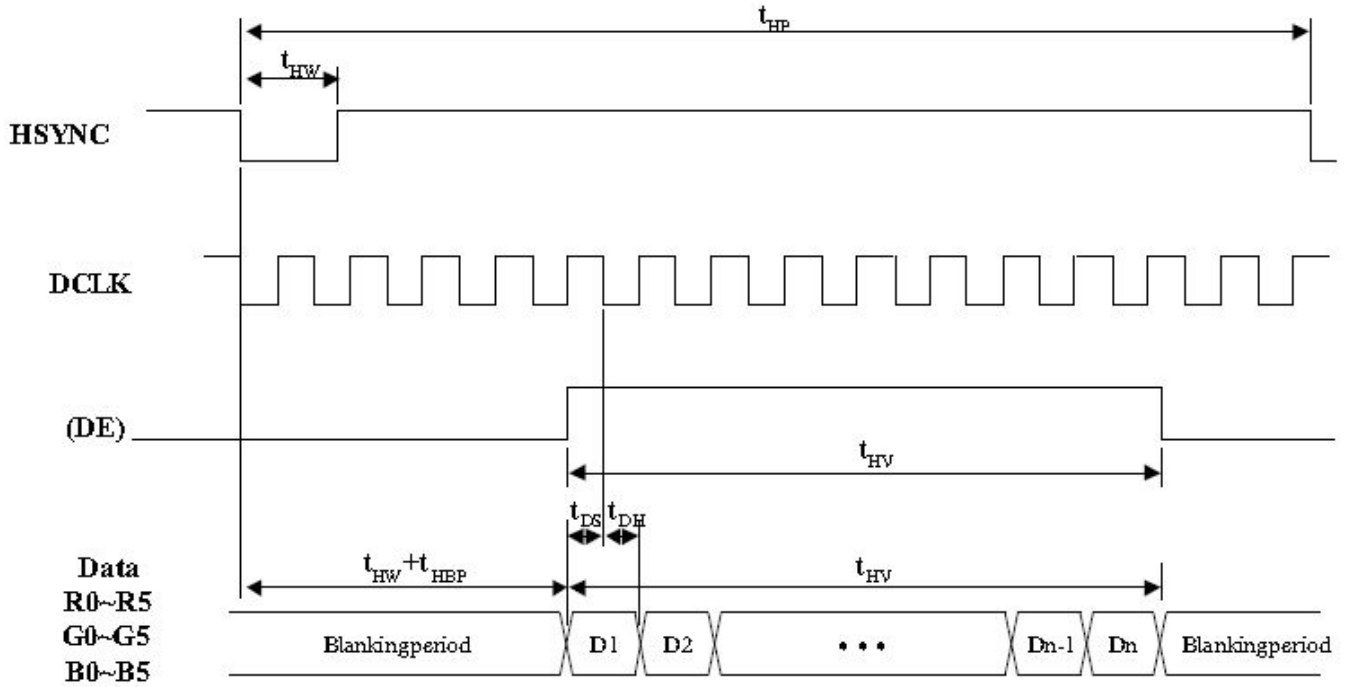 tHP
tHW
HSYNC
DCLK
(DE)
tHV
tDS tDH
Data
tHW+tHBP tHV
R0~R5
G0~G5
B0~B5
Blankingperiod D1 D2 ••• Dn-1 Dn Blankingperiod